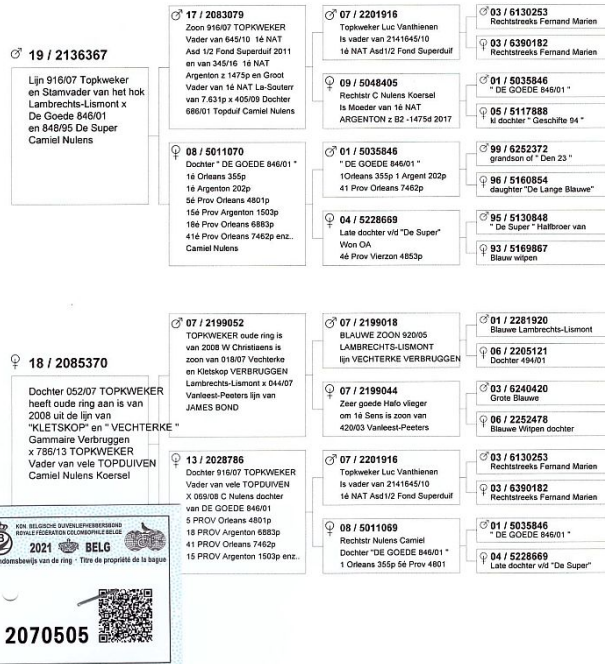 ♂ 19 / 2136367
Lijn 916/07 Topkweker
en Stamvader van het hok
Lambrechts-Lismont x
De Goede 846/01
en 848/95 De Super
Camiel Nulens
♂ 17 / 2083079
Zoon 916/07 TOPKWEKER
Vader van 645/10 1é NAT
Asd 1/2 Fond Superduif 2011
en van 345/16 1é NAT
Argenton z 1475p en Groot
Vader van 1é NAT La-Souterr
van 7.631p x 405/09 Dochter
686/01 Topduif Camiel Nulens
♀ 08 / 5011070
Dochter " DE GOEDE 846/01 "
1é Orleans 355p
1é Argenton 202p
5é Prov Orleans 4801p
15é Prov Argenton 1503p
18é Prov Orleans 6883p
41é Prov Orleans 7462p enz..
Camiel Nulens
♂ 07 / 2201916
Topkweker Luc Vanthienen
Is vader van 2141645/10
1é NAT Asd1/2 Fond Superduif
♀ 09 / 5048405
Rechtstr C Nulens Koersel
Is Moeder van 1é NAT
ARGENTON z B2 -1475d 2017
♂ 01 / 5035846
" DE GOEDE 846/01 "
1Orleans 355p 1 Argent 202p
41 Prov Orleans 7462p
♀ 04 / 5228669
Late dochter v/d "De Super"
Won OA
4é Prov Vierzon 4853p
♂ 03 / 6130253
Rechtstreeks Fernand Marien
♀ 03 / 6390182
Rechtstreeks Fernand Marien
♂ 01 / 5035846
" DE GOEDE 846/01 "
♀ 05 / 5117888
kl dochter " Geschifte 94 "
♂ 99 / 6252372
grandson of " Den 23 "
♀ 96 / 5160854
daughter "De Lange Blauwe"
♂ 95 / 5130848
" De Super " Halfbroer van
♀ 93 / 5169867
Blauw witpen
♀ 18 / 2085370
Dochter 052/07 TOPKWEKER
heeft oude ring aan is van
2008 uit de lijn van
"KLETSKOP" en " VECHTERKE "
Gammaire Verbruggen
x 786/13 TOPKWEKER
Vader van vele TOPDUIVEN
Camiel Nulens Koersel
♂ 07 / 2199052
TOPKWEKER oude ring is
van 2008 W Christiaens is
zoon van 018/07 Vechterke
en Kletskop VERBRUGGEN
Lambrechts-Lismont x 044/07
Vanleest-Peeters lijn van
JAMES BOND
♀ 13 / 2028786
Dochter 916/07 TOPKWEKER
Vader van vele TOPDUIVEN
X 069/08 C Nulens dochter
van DE GOEDE 846/01
5 PROV Orleans 4801p
18 PROV Argenton 6883p
41 PROV Orleans 7462p
15 PROV Argenton 1503p enz..
♂ 07 / 2199018
BLAUWE ZOON 920/05
LAMBRECHTS-LISMONT
lijn VECHTERKE VERBRUGGEN
♀ 07 / 2199044
Zeer goede Hafo vlieger
om 1é Sens is zoon van
420/03 Vanleest-Peeters
♂ 07 / 2201916
Topkweker Luc Vanthienen
Is vader van 2141645/10
1é NAT Asd1/2 Fond Superduif
♀ 08 / 5011069
Rechtstr Nulens Camiel
Dochter "DE GOEDE 846/01 "
1 Orleans 355p 5é Prov 4801
♂ 01 / 2281920
Blauwe Lambrechts-Lismont
♀ 06 / 2205121
Dochter 494/01
♂ 03 / 6240420
Grote Blauwe
♀ 06 / 2252478
Blauwe Witpen dochter
♂ 03 / 6130253
Rechtstreeks Fernand Marien
♀ 03 / 6390182
Rechtstreeks Fernand Marien
♂ 01 / 5035846
" DE GOEDE 846/01 "
♀ 04 / 5228669
Late dochter v/d "De Super"
KON. BELGISCHE DUIVENLIEFHEBBERSBOND
ROYALE FÉDÉRATION COLOMBOPHILE BELGE
2021 BELG
ndomsbewijs van de ring - Titre de propriété de la bague
2070505